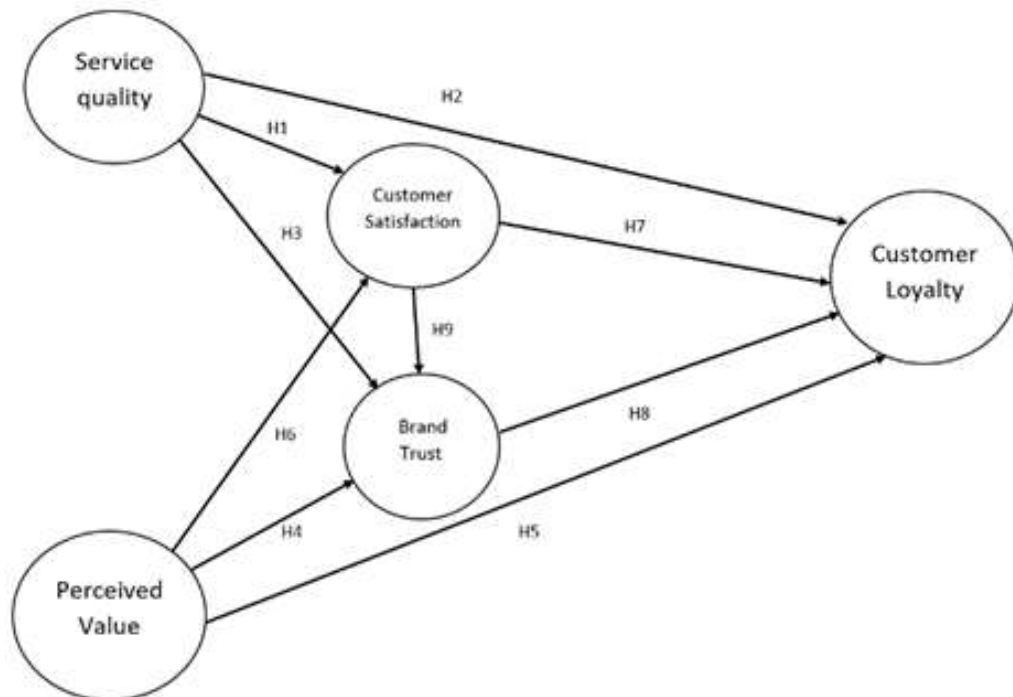 Service
quality
H2
H1
Customer
Satisfaction
H3
H7
Customer
Loyalty
H9
H6
Brand
Trust
H8
H4
H5
Perceived
Value